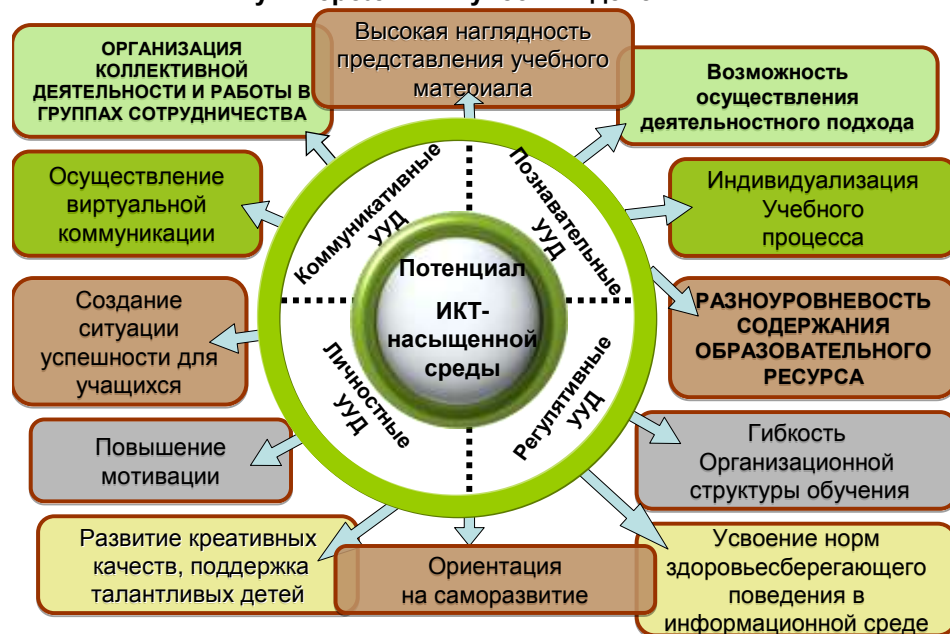 ОРГАНИЗАЦИЯ
КОЛЛЕКТИВНОЙ
ДЕЯТЕЛЬНОСТИ И РАБОТЫ В
ГРУППАХ СОТРУДНИЧЕСТВА
Высокая наглядность
представления учебного
материала
Возможность
осуществления
деятельностного подхода
Осуществление
виртуальной
коммуникации
Индивидуализация
Учебного
процесса
Создание
ситуации
успешности для
учащихся
РАЗНОУРОВНЕВОСТЬ
СОДЕРЖАНИЯ
ОБРАЗОВАТЕЛЬНОГО
РЕСУРСА
Коммуникативные
УУД
Познавательные
УУД
Потенциал
ИКТ-
насыщенной
среды
Личностные
УУД
Регулятивные
УУД
Повышение
мотивации
Гибкость
Организационной
структуры обучения
Развитие креативных
качеств, поддержка
талантливых детей
Ориентация
на саморазвитие
Усвоение норм
здоровьесберегающего
поведения в
информационной среде